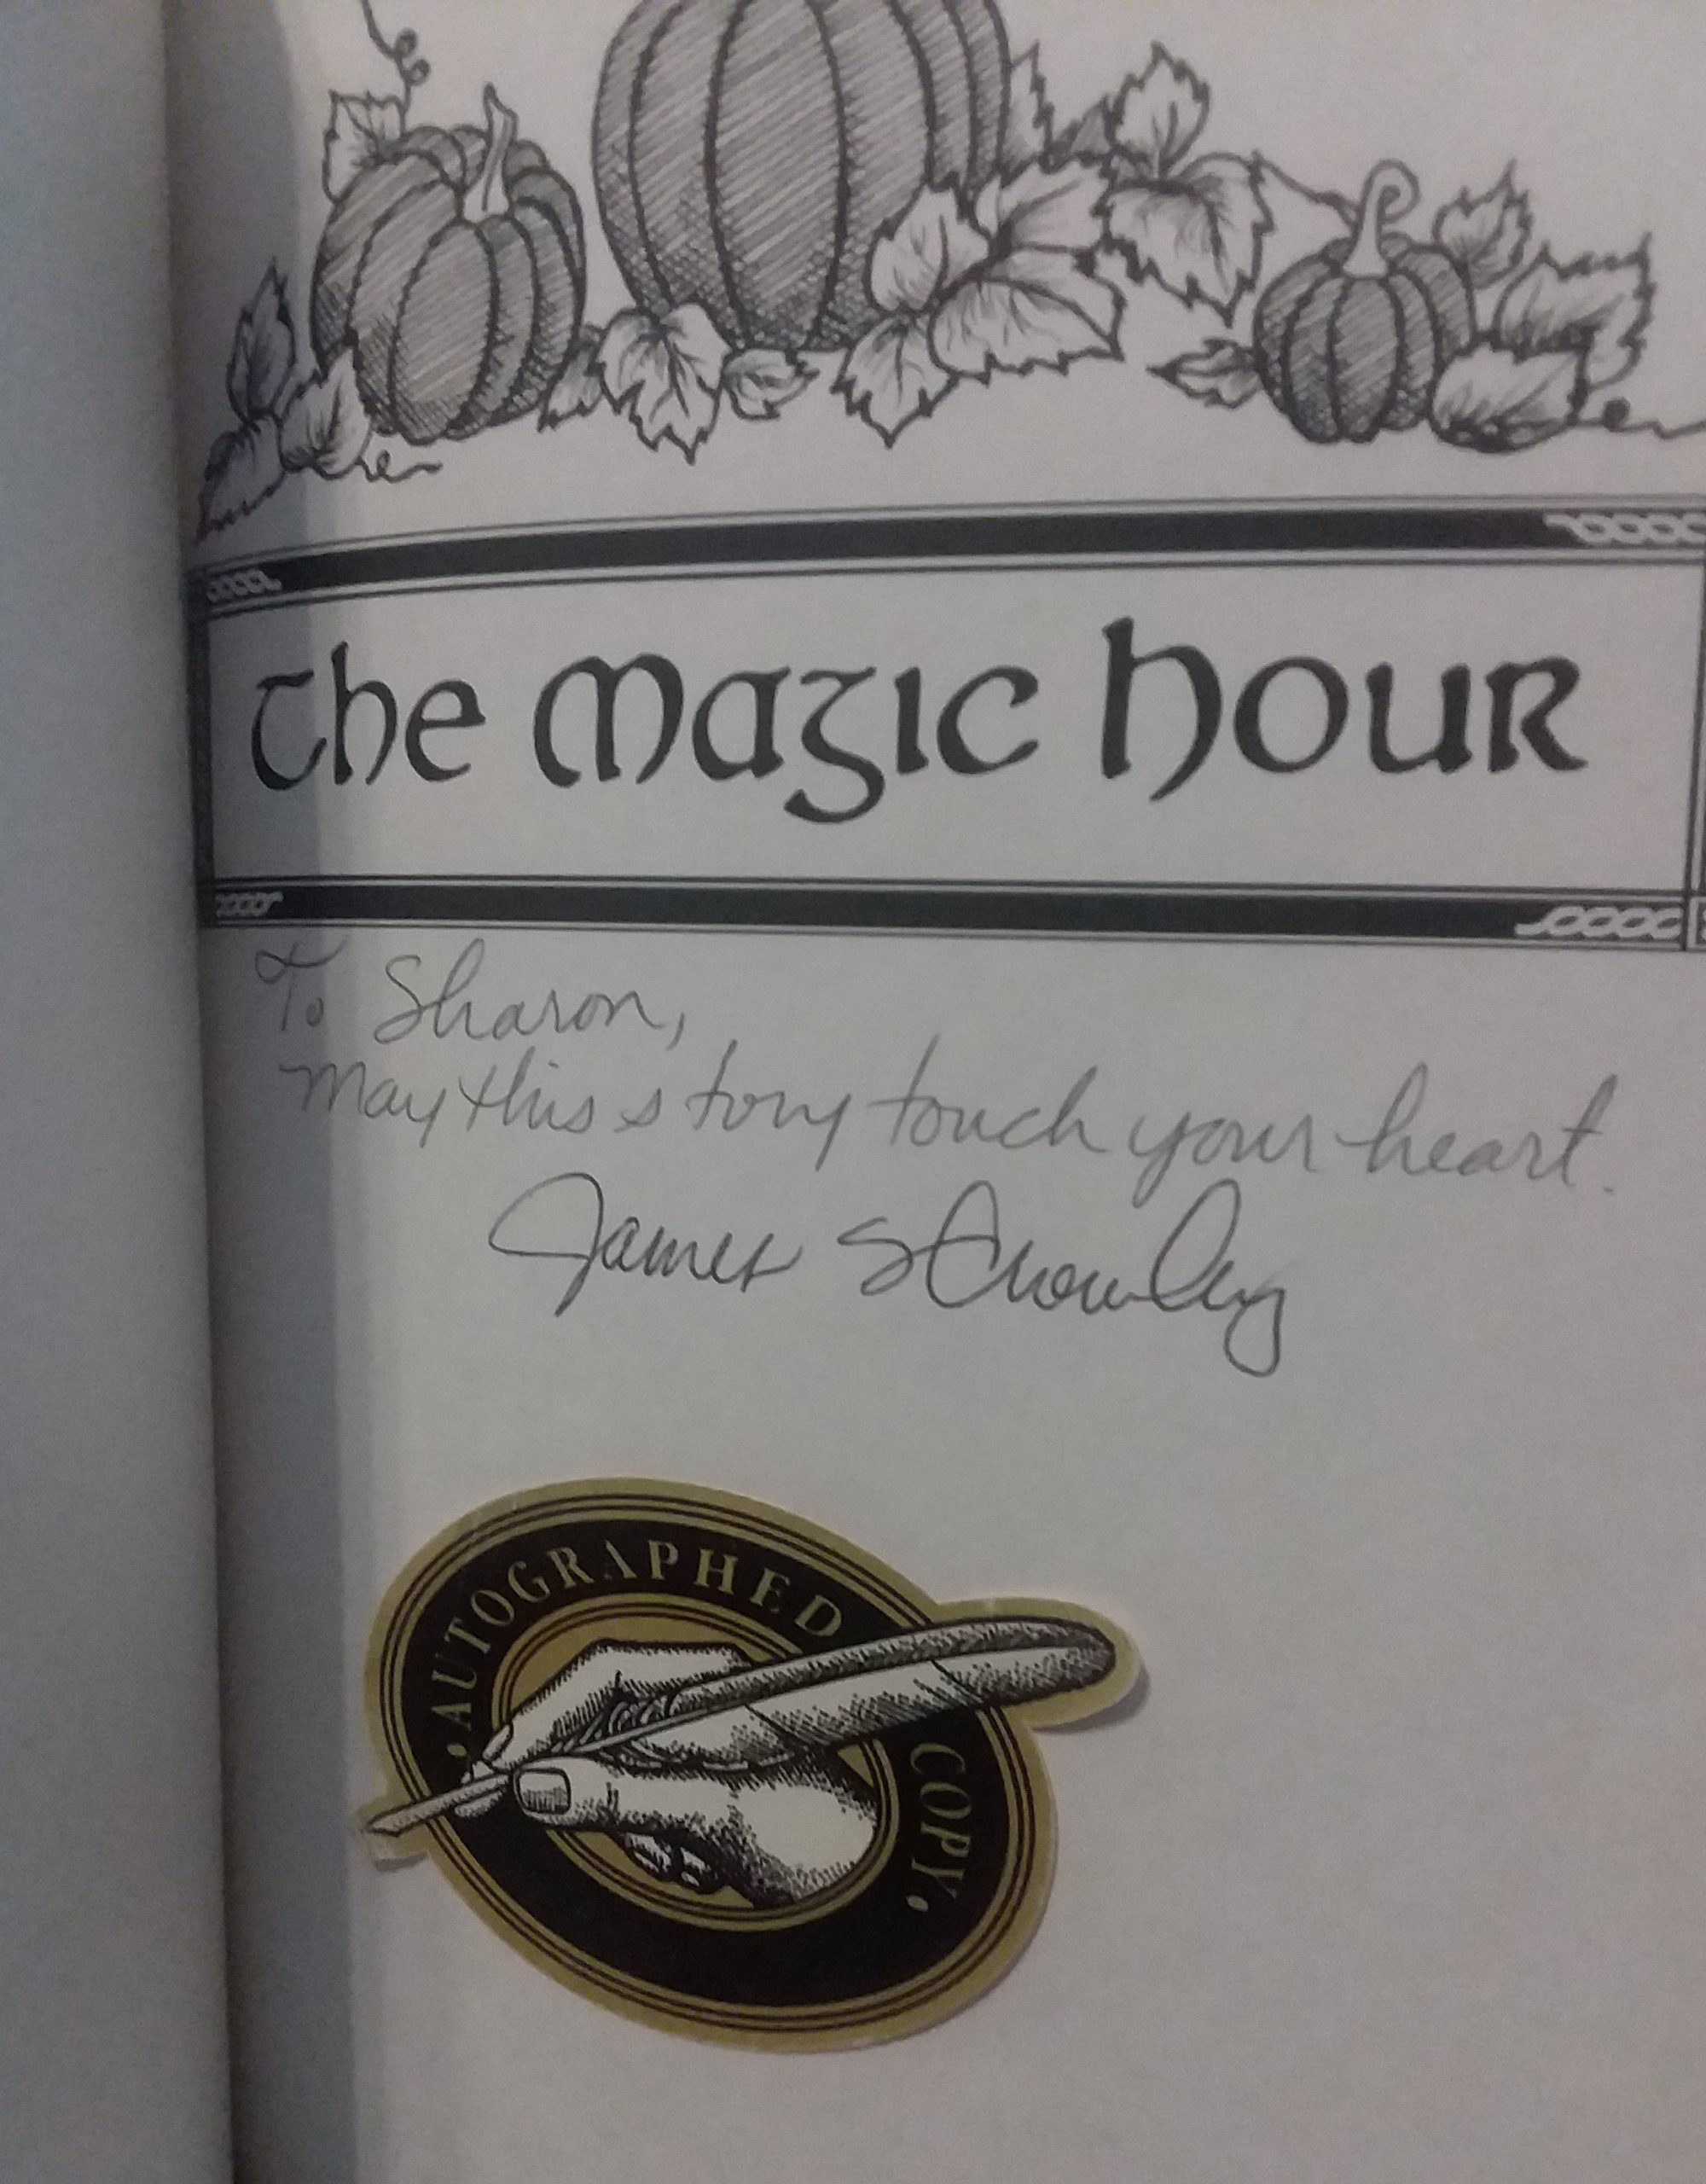 The Magic Hour
To Sharon,
May this story touch your heart.
James S Crowley
AUTOGRAPHED COPY